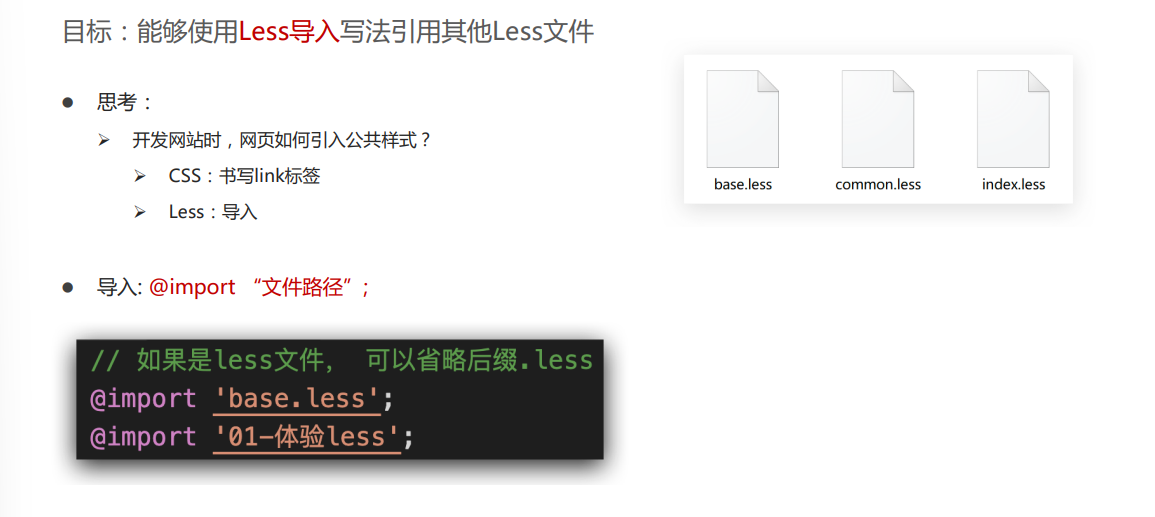 目标：能够使用Less导入写法引用其他Less文件
思考：
开发网站时，网页如何引入公共样式？
CSS：书写link标签
Less：导入
base.less
common.less
index.less
导入: @import “文件路径”;
// 如果是less文件， 可以省略后缀.less
@import 'base.less';
@import '01-体验less';